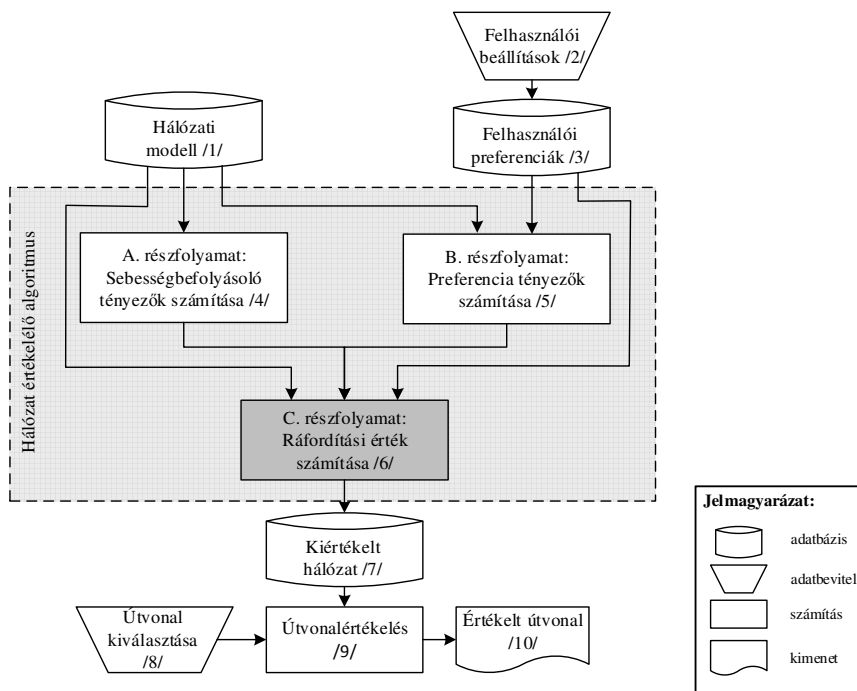 Felhasználói
beállítások /2/
Hálózati
modell /1/
Felhasználói
preferenciák /3/
Hálózat értékelélő algoritmus
A. részfolyamat:
Sebességbefolyásoló
tényezők számítása /4/
B. részfolyamat:
Preferencia tényezők
számítása /5/
C. részfolyamat:
Ráfordítási érték
számítása /6/
Kiértékelt
hálózat /7/
Útvonal
kiválasztása
/8/
Útvonalértékelés
/9/
Értékelt útvonal
/10/
Jelmagyarázat:
adatbázis
adatbevitel
számítás
kimenet